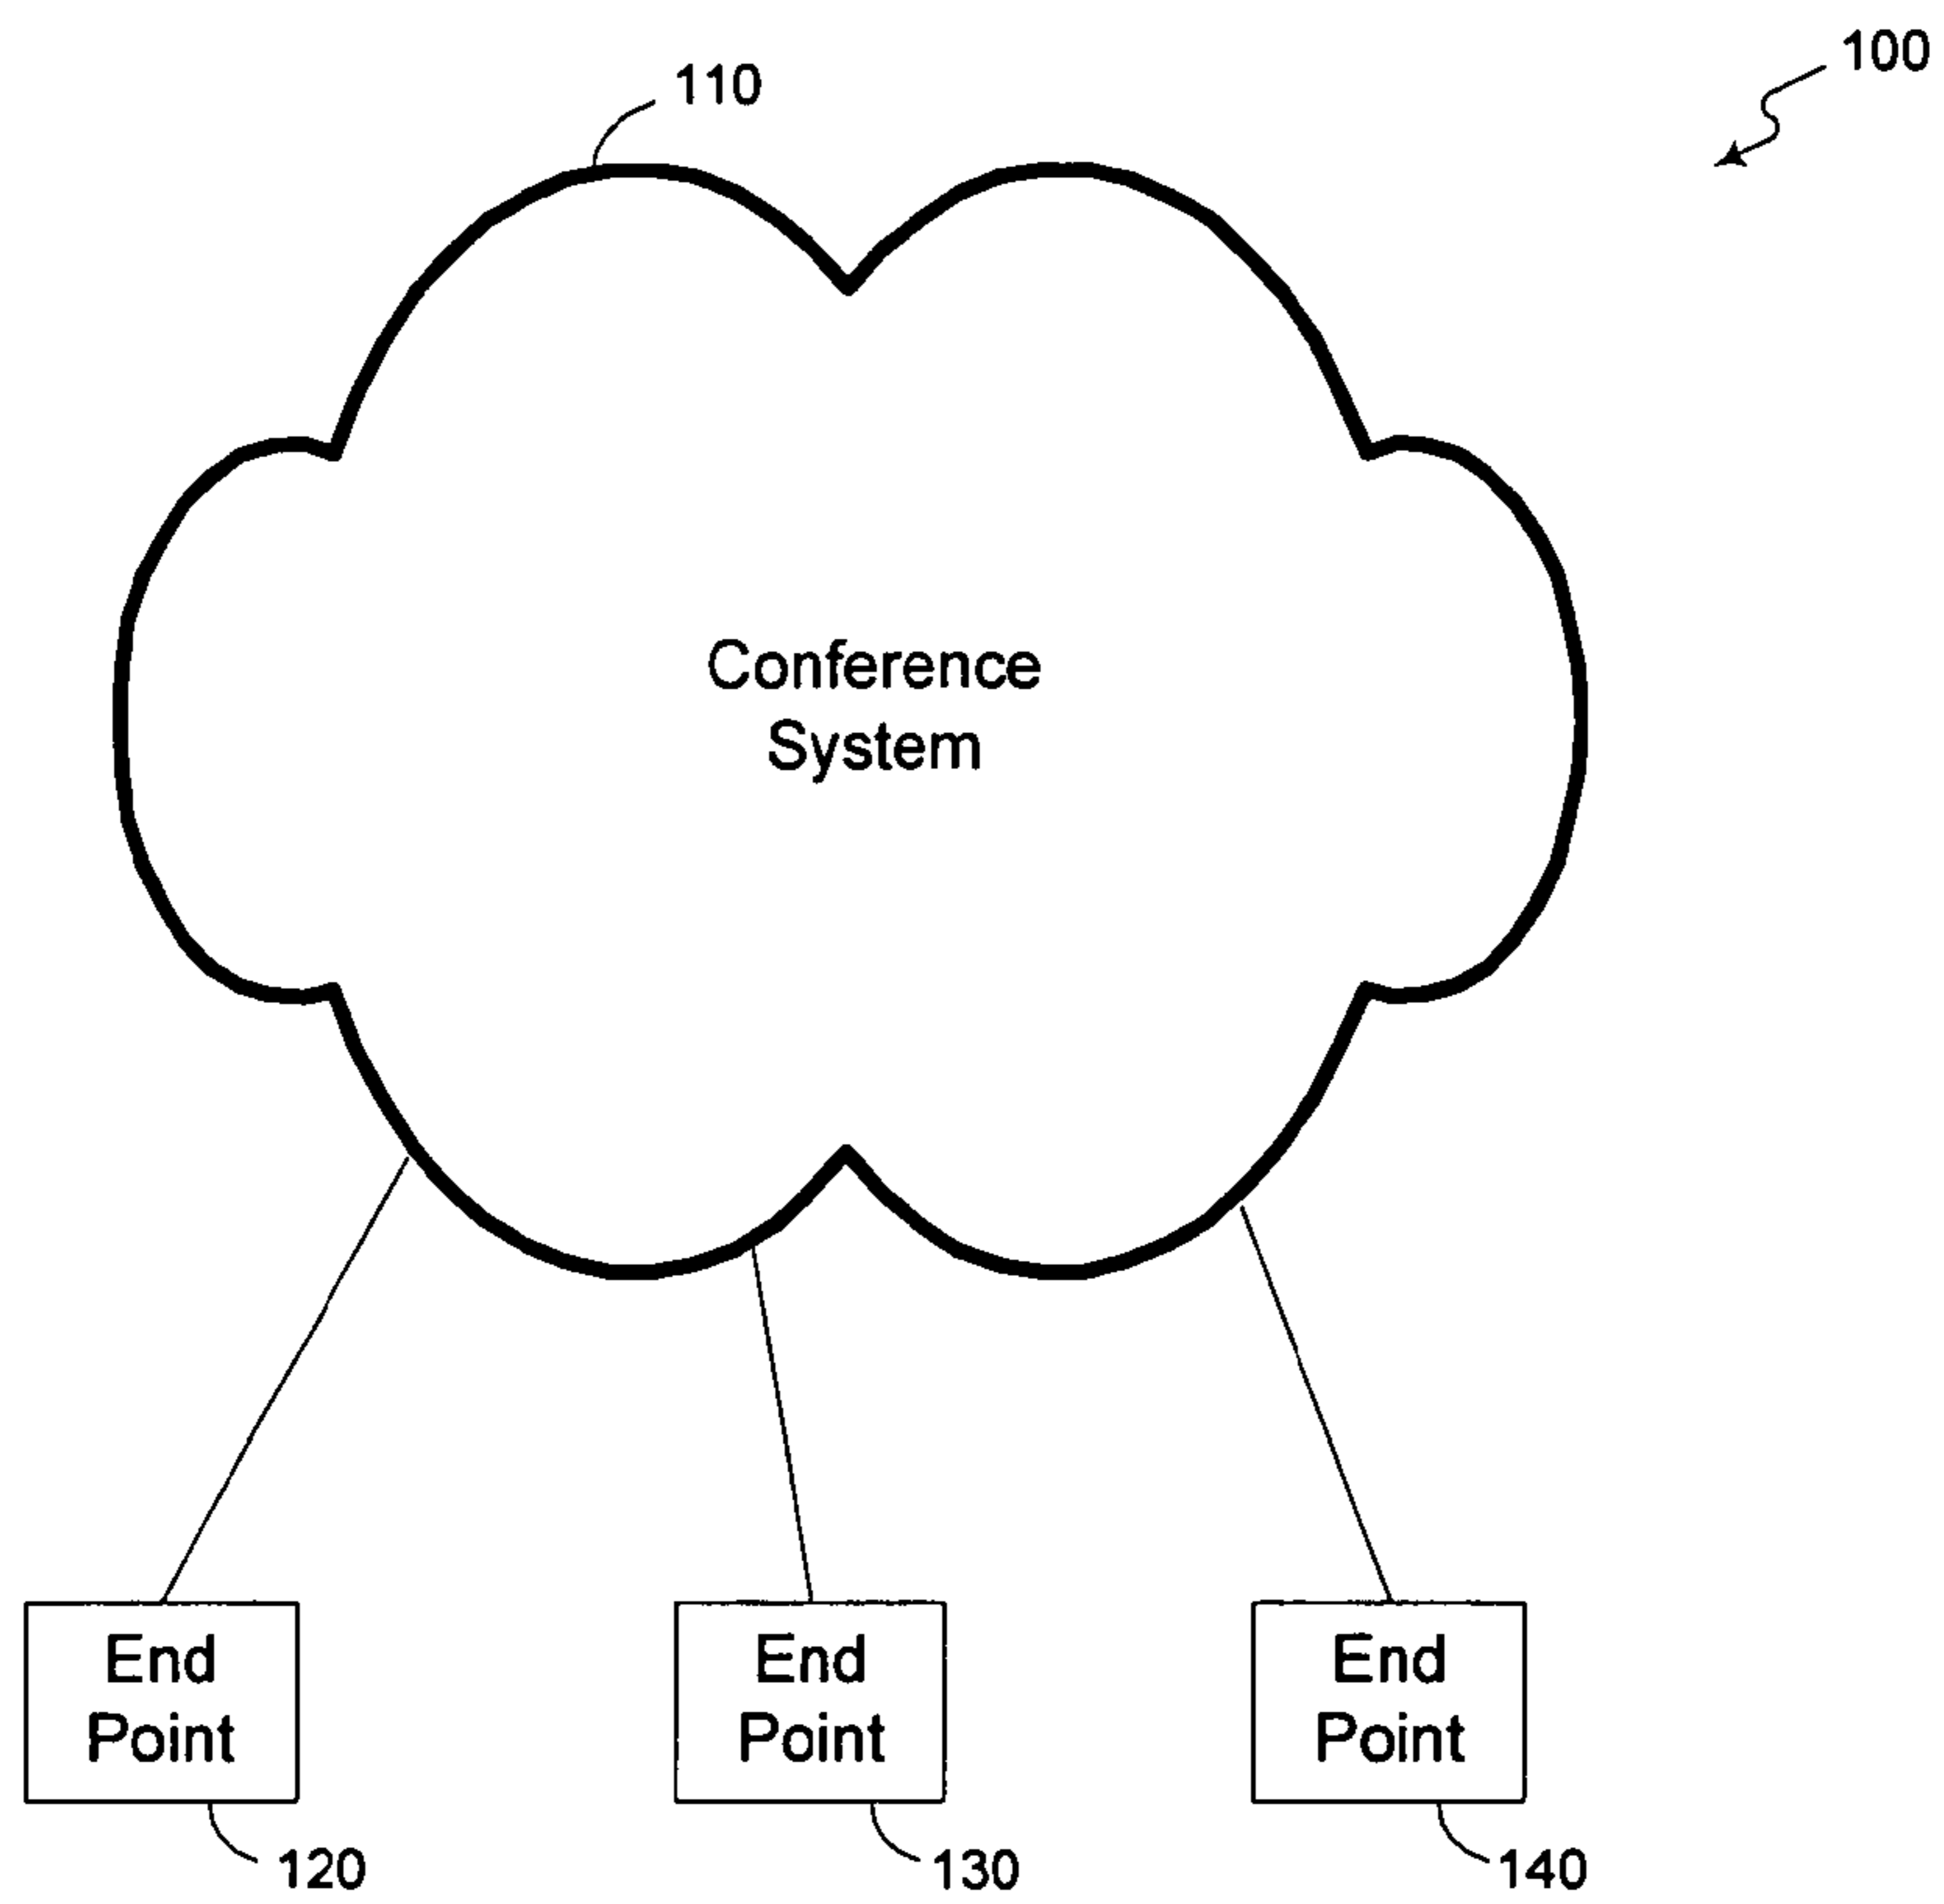 100
110
Conference
System
End
Point
End
Point
End
Point
120
130
140